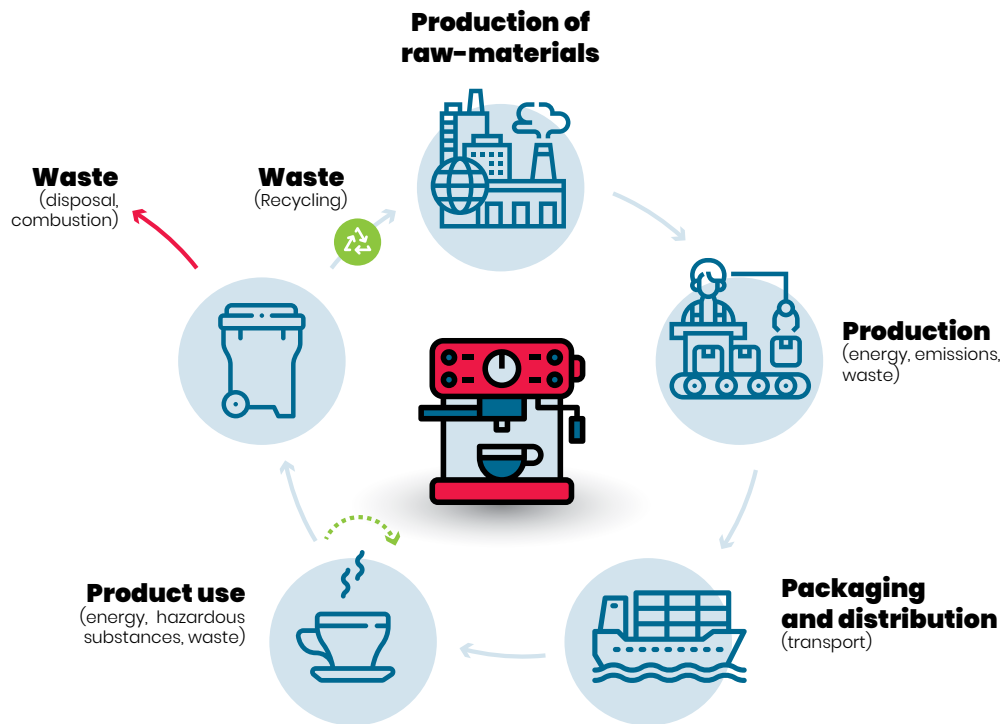 Production of
raw-materials
Waste
(disposal,
combustion)
Waste
(Recycling)
Production
(energy, emissions,
waste)
Packaging
and distribution
(transport)
Product use
(energy, hazardous
substances, waste)